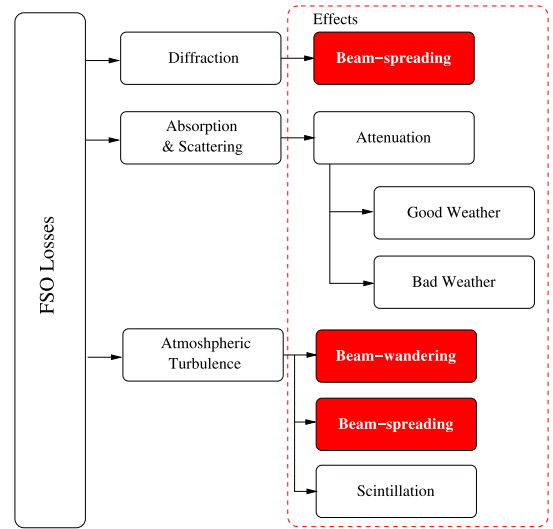 Effects
FSO Losses
Diffraction
Beam-spreading
Absorption
& Scattering
Attenuation
Good Weather
Bad Weather
Atmoshpheric
Turbulence
Beam-wandering
Beam-spreading
Scintillation